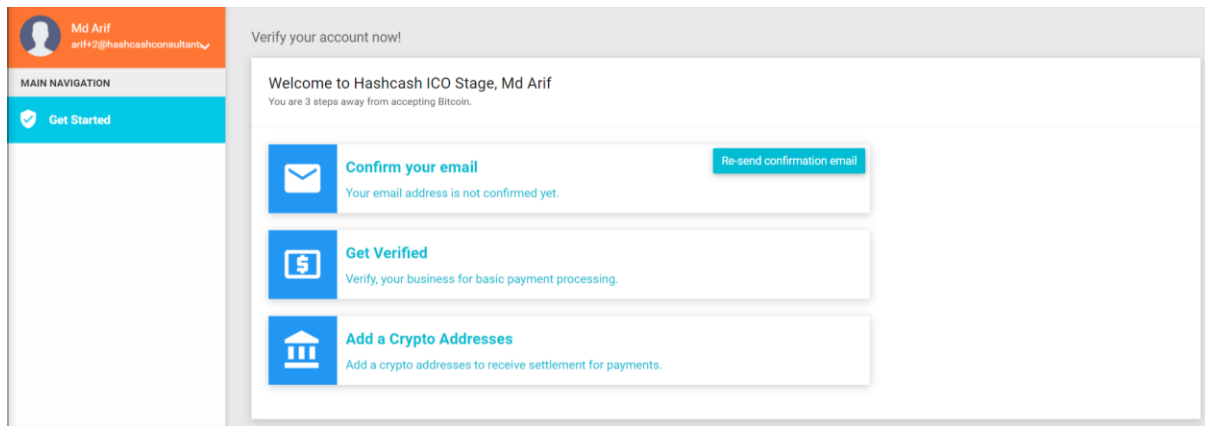 Md Arif
arif+2@hashcashconsultant
MAIN NAVIGATION
Get Started
Verify your account now!
Welcome to Hashcash ICO Stage, Md Arif
You are 3 steps away from accepting Bitcoin.
Confirm your email
Re-send confirmation email
Your email address is not confirmed yet.
Get Verified
Verify, your business for basic payment processing.
Add a Crypto Addresses
Add a crypto addresses to receive settlement for payments.